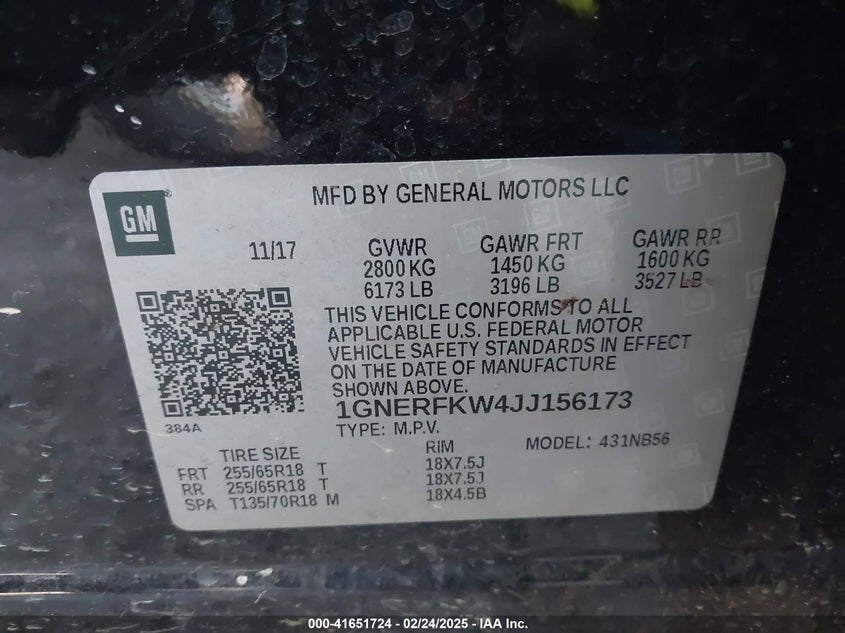 GM
MFD BY GENERAL MOTORS LLC
11/17
GVWR
2800 KG
6173 LB
GAWR FRT
1450 KG
3196 LB
GAWR RR
1600 KG
3527 LB
THIS VEHICLE CONFORMS TO ALL
APPLICABLE U.S. FEDERAL MOTOR
VEHICLE SAFETY STANDARDS IN EFFECT
ON THE DATE OF MANUFACTURE
SHOWN ABOVE.
384A
1GNERFKW4JJ156173
TYPE: M.P.V.
MODEL: 431NB56
TIRE SIZE
RIM
FRT 255/65R18 T 18X7.5J
RR 255/65R18 T 18X7.5J
SPA T135/70R18 M 18X4.5B
000-41651724 - 02/24/2025 - IAA Inc.